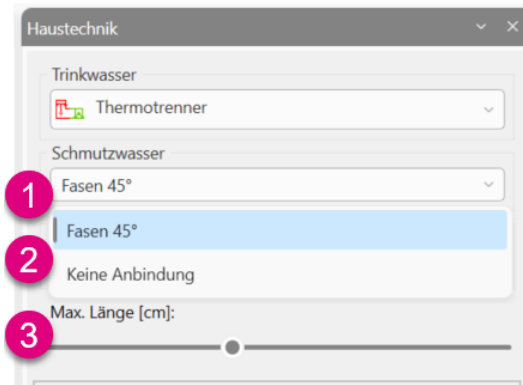 Haustechnik
Trinkwasser
Thermotrenner
Schmutzwasser
Fasen 45°
1
Fasen 45°
2
Keine Anbindung
Max. Länge [cm]:
3